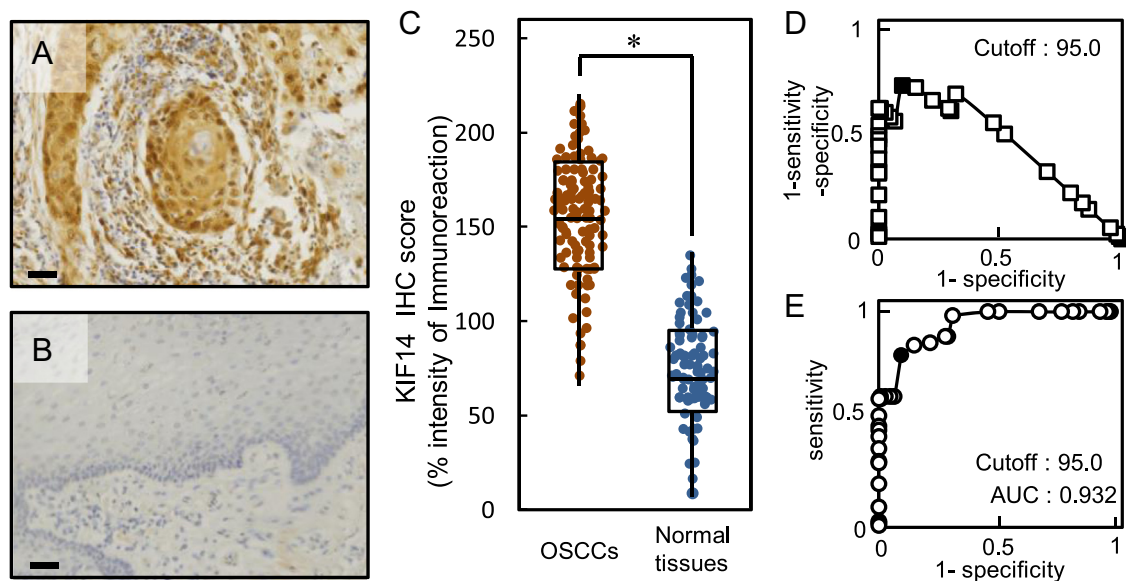 A
B
C
KIF14 IHC score
(% intensity of Immunoreaction)
250
200
150
100
50
0
*
OSCCs
Normal
tissues
D
Cutoff : 95.0
1-sensitivity
-specificity
1
0.5
0
0
0.5
1
1- specificity
E
sensitivity
1
0.5
0
Cutoff : 95.0
AUC : 0.932
0
0.5
1
1- specificity